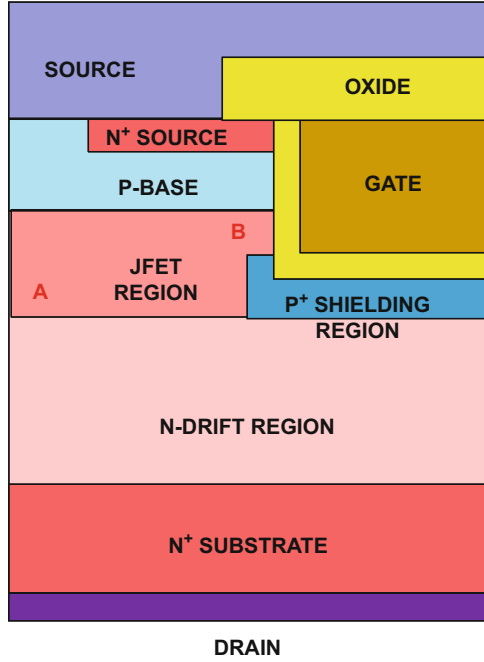 SOURCE
OXIDE
N+ SOURCE
GATE
P-BASE
B
JFET
REGION
A
P+ SHIELDING
REGION
N-DRIFT REGION
N+ SUBSTRATE
DRAIN